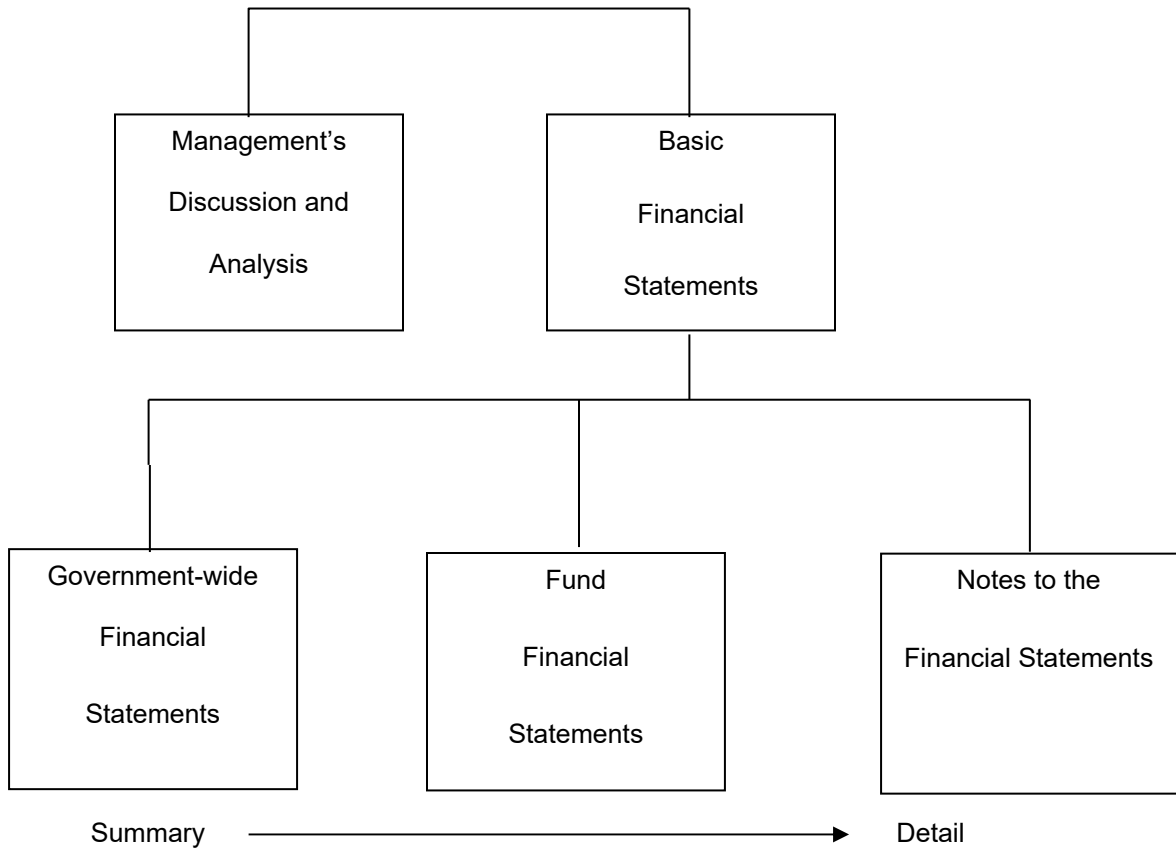 Management’s
Discussion and
Analysis
Basic
Financial
Statements
Government-wide
Financial
Statements
Fund
Financial
Statements
Notes to the
Financial Statements
Summary
Detail